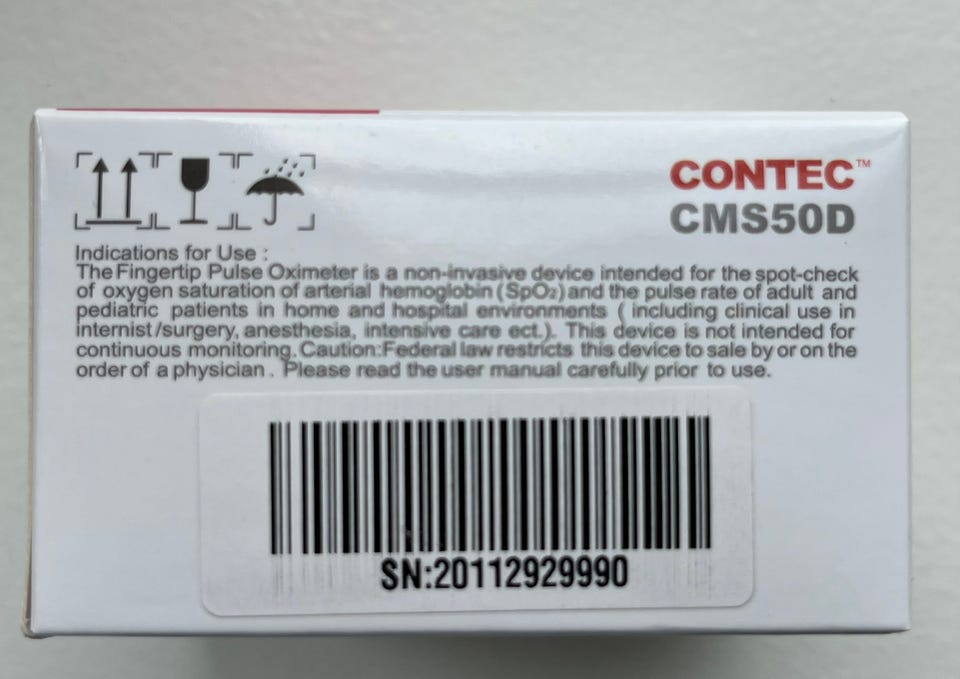 CONTEC™
CMS50D
Indications for Use :
The Fingertip Pulse Oximeter is a non-invasive device intended for the spot-check
of oxygen saturation of arterial hemoglobin (SpO₂) and the pulse rate of adult and
pediatric patients in home and hospital environments ( including clinical use in
internist/surgery, anesthesia, intensive care ect.). This device is not intended for
continuous monitoring. Caution:Federal law restricts this device to sale by or on the
order of a physician . Please read the user manual carefully prior to use.
SN:20112929990